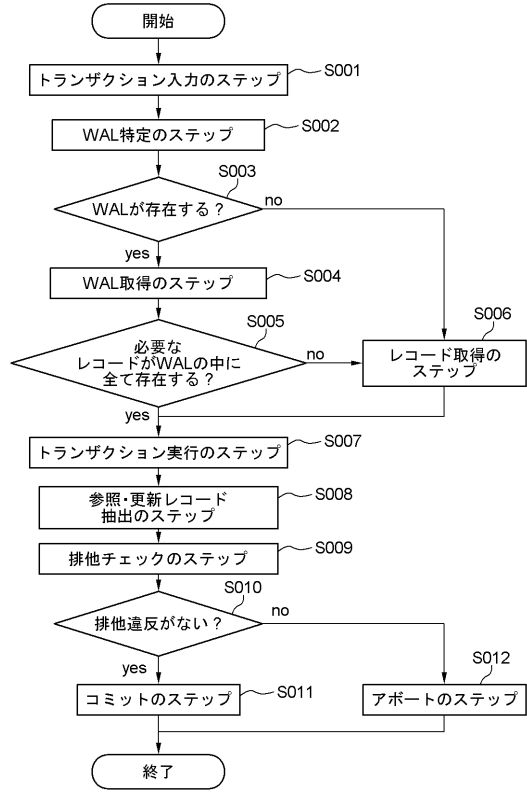 開始
トランザクション入力のステップ
S001
WAL特定のステップ
S002
S003
WALが存在する？
no
yes
WAL取得のステップ
S004
S005
必要な
レコードがWALの中に
全て存在する？
no
S006
レコード取得の
ステップ
yes
トランザクション実行のステップ
S007
参照・更新レコード
抽出のステップ
S008
排他チェックのステップ
S009
S010
排他違反がない？
no
yes
コミットのステップ
S011
S012
アボートのステップ
終了